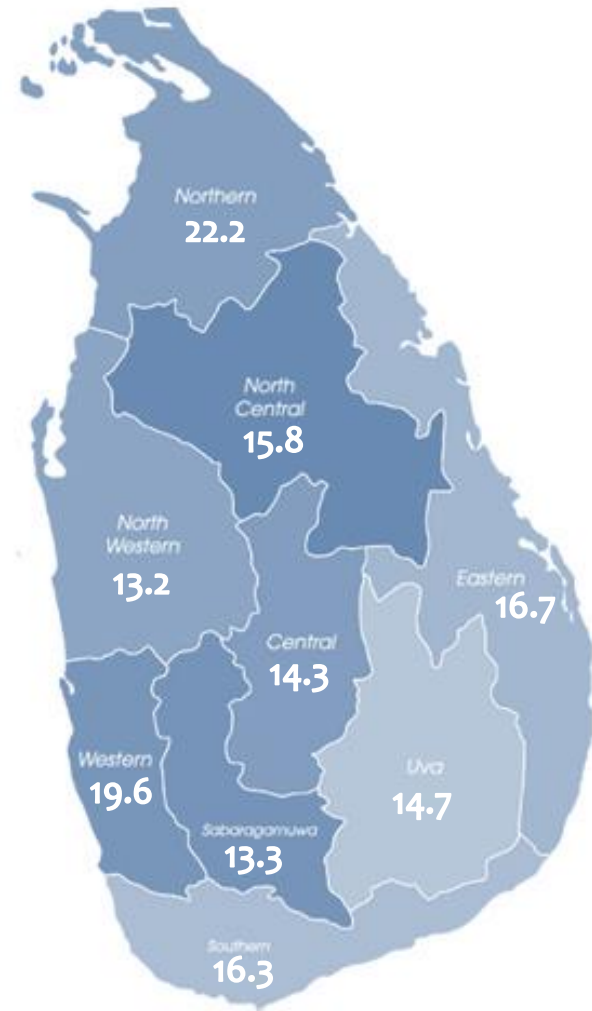 Northern
22.2
North
Central
15.8
North
Western
13.2
Eastern
16.7
Central
14.3
Western
19.6
Uva
14.7
Sabaragamuwa
13.3
Southern
16.3